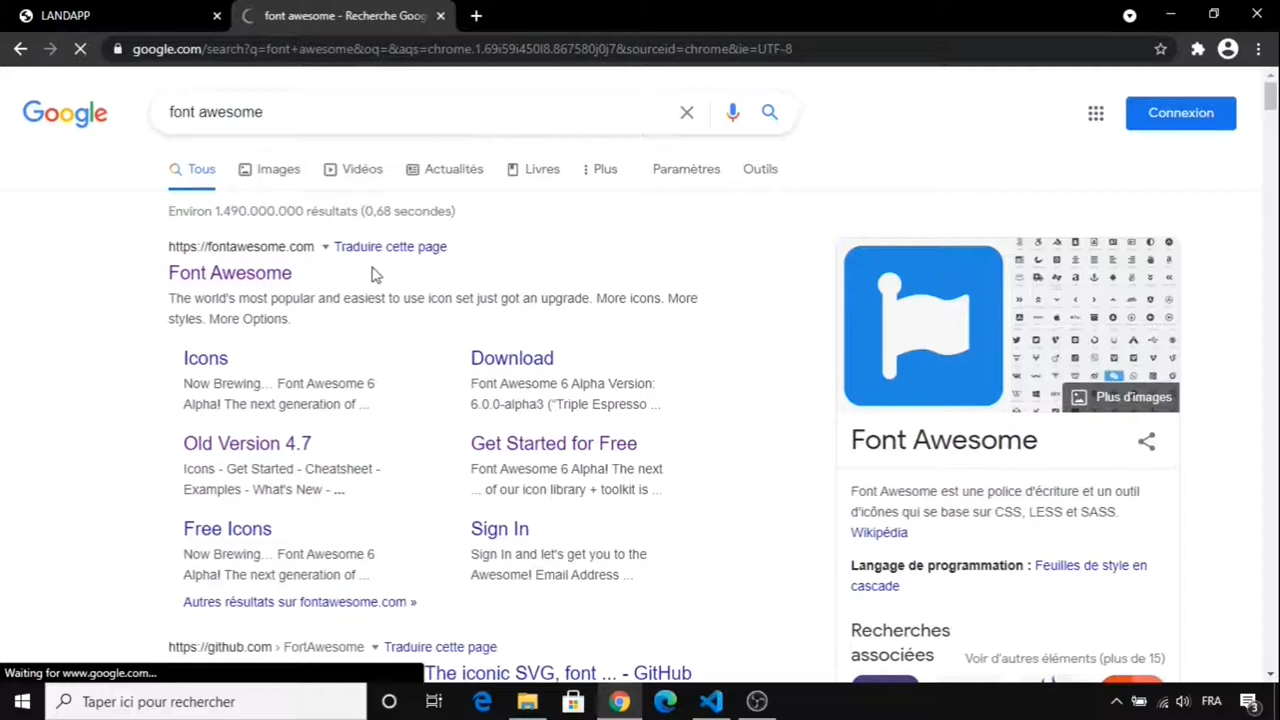 LANDAPP
font awesome - Recherche Goog
google.com/search?q=font+awesome&oq=&aqs=chrome.1.69i59i450l8.867580j0j7&sourceid=chrome&ie=UTF-8
Google
font awesome
Connexion
Tous
Images
Vidéos
Actualités
Livres
Plus
Paramètres
Outils
Environ 1.490.000.000 résultats (0,68 secondes)
https://fontawesome.com
Traduire cette page
Font Awesome
The world's most popular and easiest to use icon set just got an upgrade. More icons. More
styles. More Options.
Icons
Now Brewing... Font Awesome 6
Alpha! The next generation of ...
Download
Font Awesome 6 Alpha Version:
6.0.0-alpha3 ("Triple Espresso ...
Old Version 4.7
Icons - Get Started - Cheatsheet -
Examples - What's New - ...
Get Started for Free
Font Awesome 6 Alpha! The next
... of our icon library + toolkit is ...
Free Icons
Now Brewing... Font Awesome 6
Alpha! The next generation of ...
Sign In
Sign In and let's get you to the
Awesome! Email Address ...
Autres résultats sur fontawesome.com »
https://github.com › FortAwesome
Traduire cette page
The iconic SVG, font ... - GitHub
Plus d'images
Font Awesome
Font Awesome est une police d'écriture et un outil
d'icônes qui se base sur CSS, LESS et SASS.
Wikipédia
Langage de programmation : Feuilles de style en
cascade
Recherches
associées
Voir d'autres éléments (plus de 15)
Waiting for www.google.com...
Taper ici pour rechercher
FRA
3